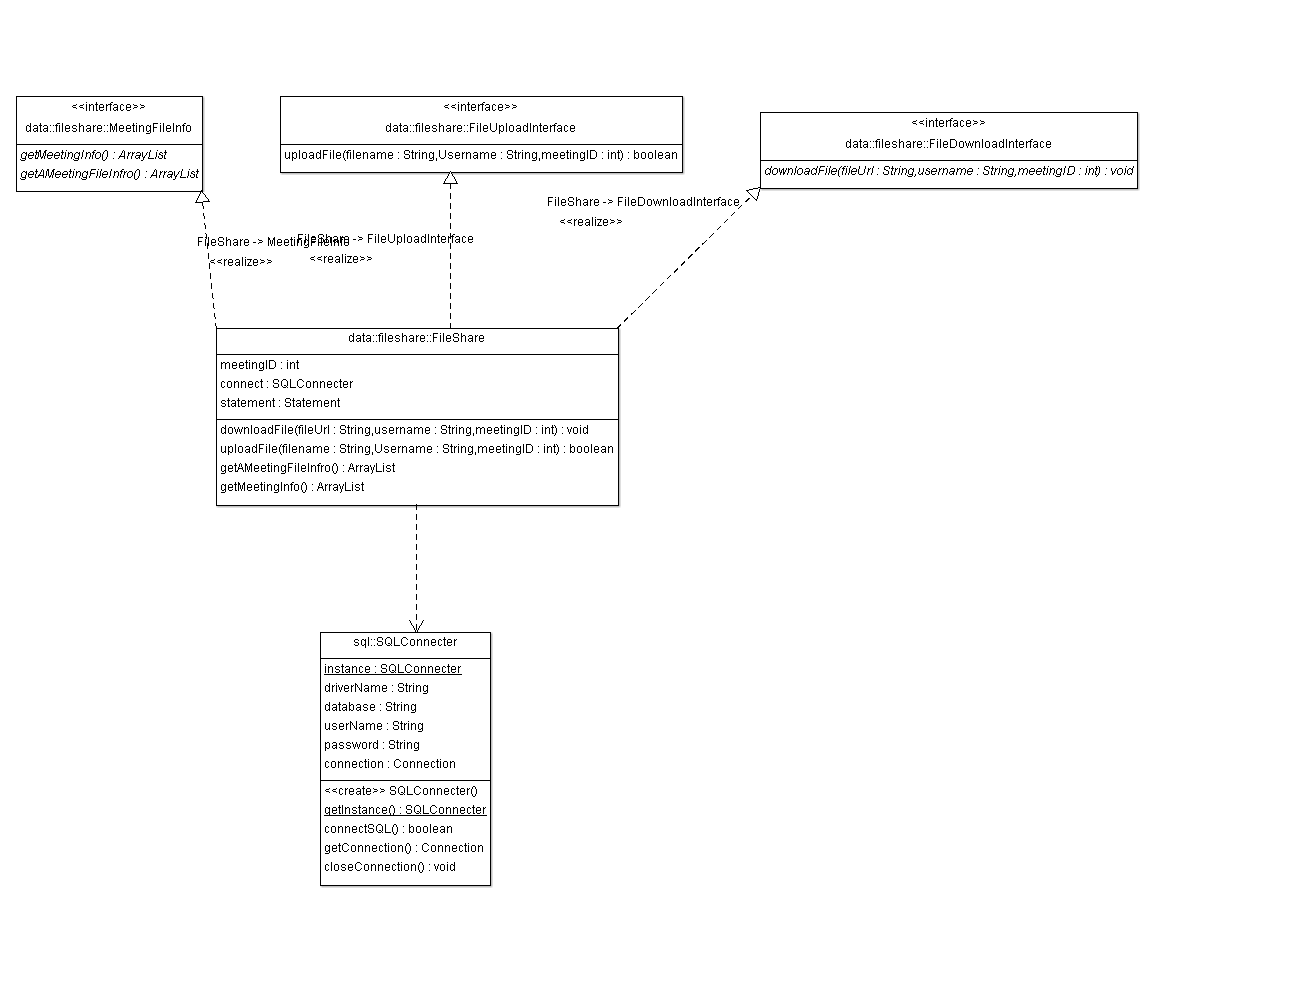 <<interface>>
data::fileshare::MeetingFileInfo
getMeetingInfo() : ArrayList
getAMeetingFileInfro() : ArrayList
<<interface>>
data::fileshare::FileUploadInterface
uploadFile(filename : String,Username : String,meetingID : int) : boolean
<<interface>>
data::fileshare::FileDownloadInterface
downloadFile(fileUrl : String,username : String,meetingID : int) : void
FileShare -> MeetingFileInfo
<<realize>>
FileShare -> FileUploadInterface
<<realize>>
FileShare -> FileDownloadInterface
<<realize>>
data::fileshare::FileShare
meetingID : int
connect : SQLConnecter
statement : Statement
downloadFile(fileUrl : String,username : String,meetingID : int) : void
uploadFile(filename : String,Username : String,meetingID : int) : boolean
getAMeetingFileInfro() : ArrayList
getMeetingInfo() : ArrayList
sql::SQLConnecter
instance : SQLConnecter
driverName : String
database : String
userName : String
password : String
connection : Connection
<<create>> SQLConnecter()
getInstance() : SQLConnecter
connectSQL() : boolean
getConnection() : Connection
closeConnection() : void